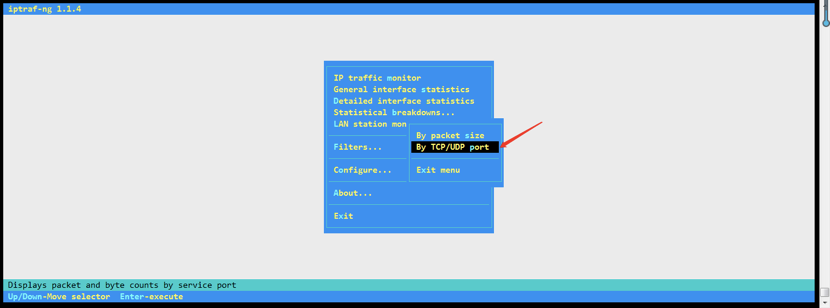 iptraf-ng 1.1.4
IP traffic monitor
General interface statistics
Detailed interface statistics
Statistical breakdowns...
LAN station mon
By packet size
By TCP/UDP port
Filters...
Exit menu
Configure...
About...
Exit
Displays packet and byte counts by service port
Up/Down-Move selector  Enter-execute